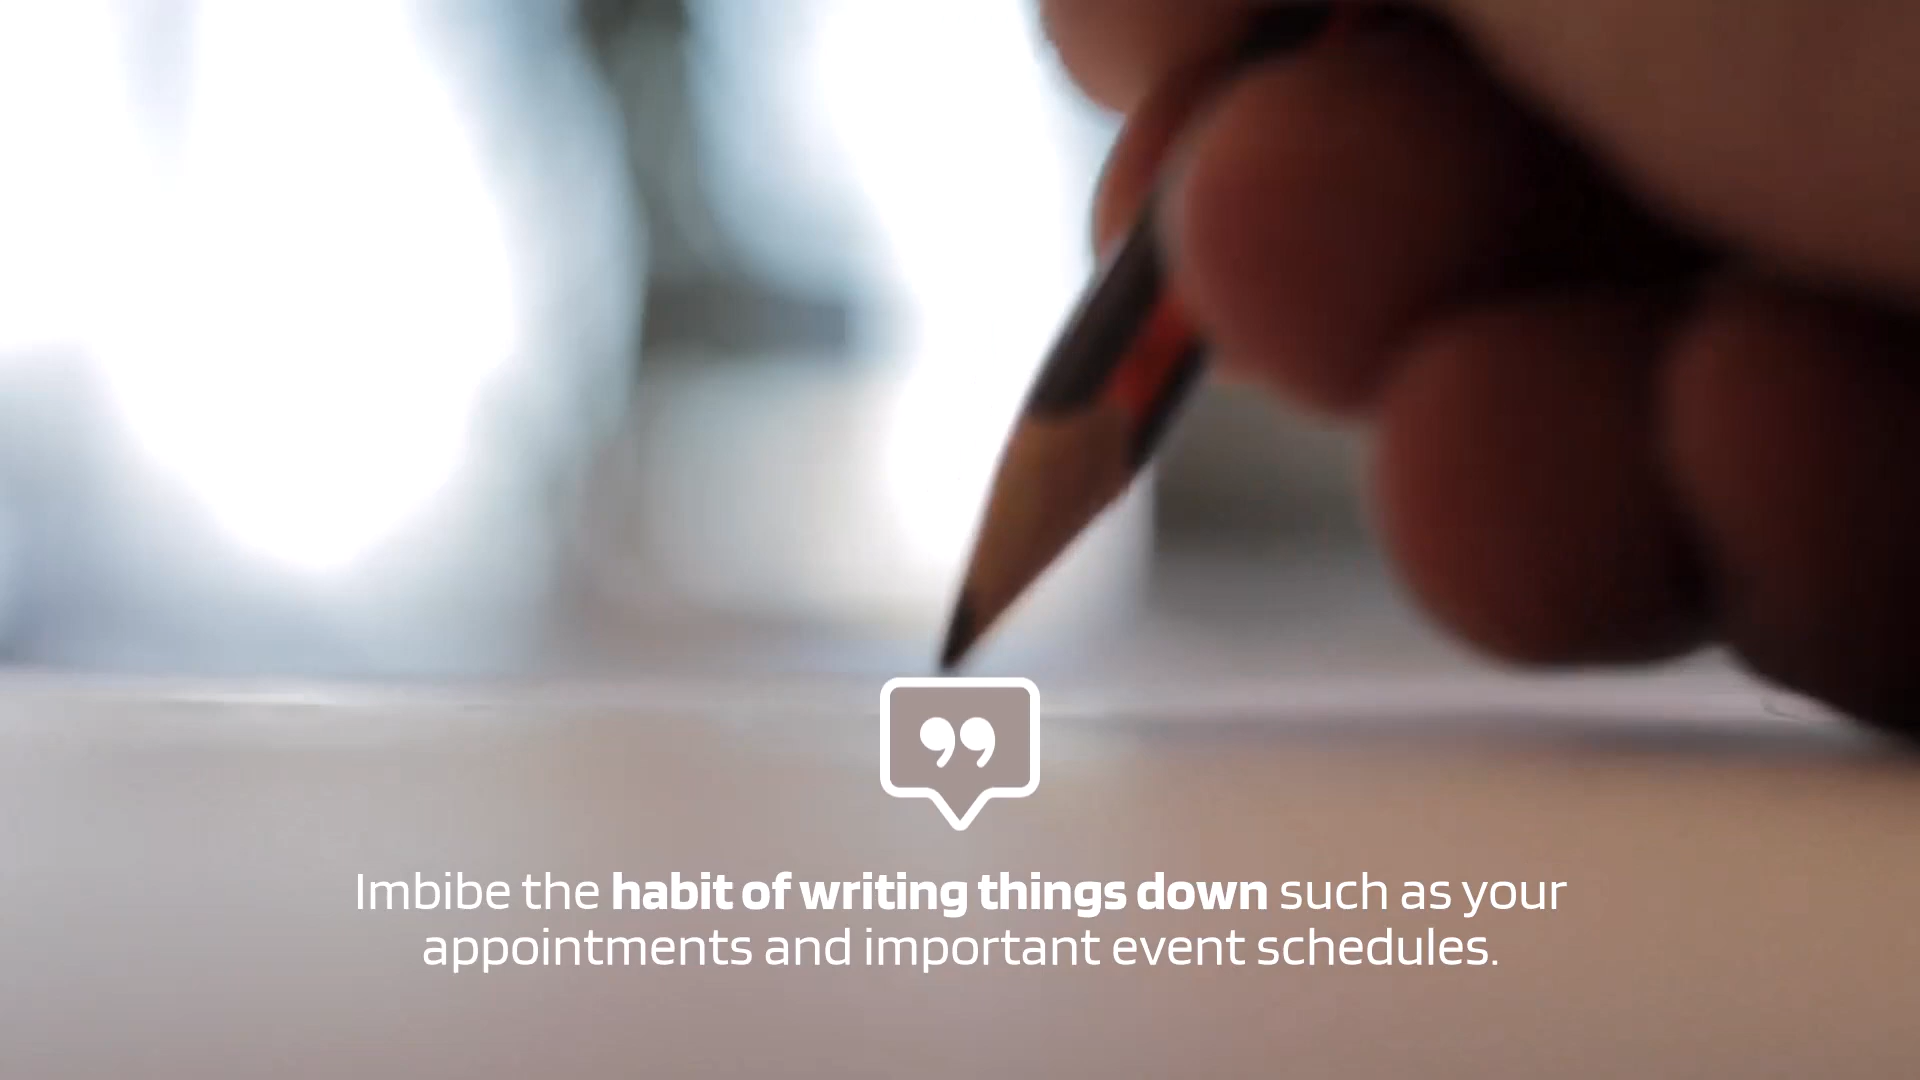 Imbibe the habit of writing things down such as your
appointments and important event schedules.